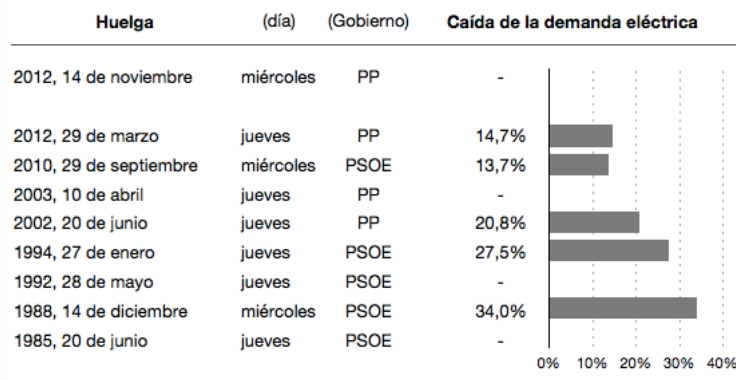 Huelga (día) (Gobierno) Caída de la demanda eléctrica
2012, 14 de noviembre miércoles PP -
2012, 29 de marzo jueves PP 14,7%
2010, 29 de septiembre miércoles PSOE 13,7%
2003, 10 de abril jueves PP -
2002, 20 de junio jueves PP 20,8%
1994, 27 de enero jueves PSOE 27,5%
1992, 28 de mayo jueves PSOE -
1988, 14 de diciembre miércoles PSOE 34,0%
1985, 20 de junio jueves PSOE -
0% 10% 20% 30% 40%